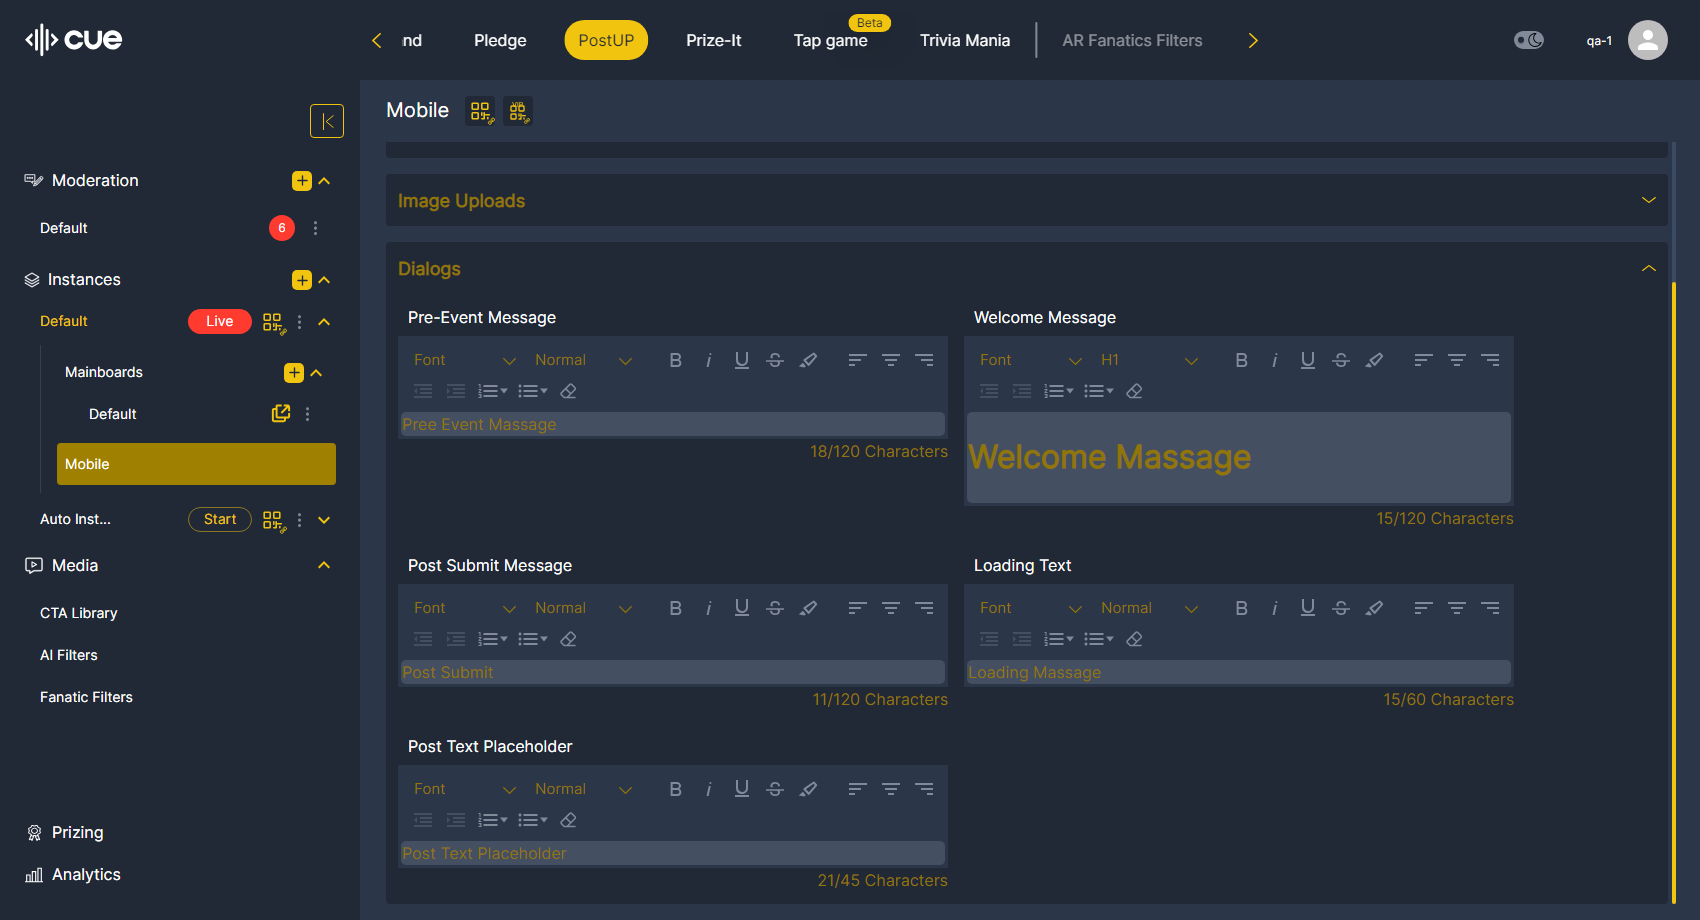 cue
nd
Pledge
PostUP
Prize-It
Beta
Tap game
Trivia Mania
AR Fanatics Filters
qa-1
Moderation
Default
6
Instances
Default
Live
Mainboards
Default
Mobile
Auto Inst...
Start
Media
CTA Library
AI Filters
Fanatic Filters
Prizing
Analytics
Mobile
Image Uploads
Dialogs
Pre-Event Message
Font Normal
Pree Event Massage
18/120 Characters
Welcome Message
Font H1
Welcome Massage
15/120 Characters
Post Submit Message
Font Normal
Post Submit
11/120 Characters
Loading Text
Font Normal
Loading Massage
15/60 Characters
Post Text Placeholder
Font Normal
Post Text Placeholder
21/45 Characters